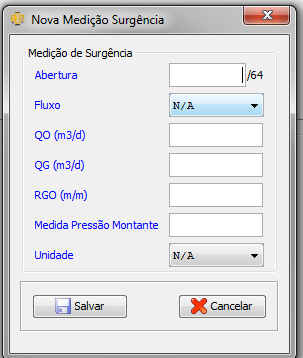 Nova Medição Surgência
Medição de Surgência
Abertura /64
Fluxo N/A
QO (m3/d)
QG (m3/d)
RGO (m/m)
Medida Pressão Montante
Unidade N/A
Salvar Cancelar